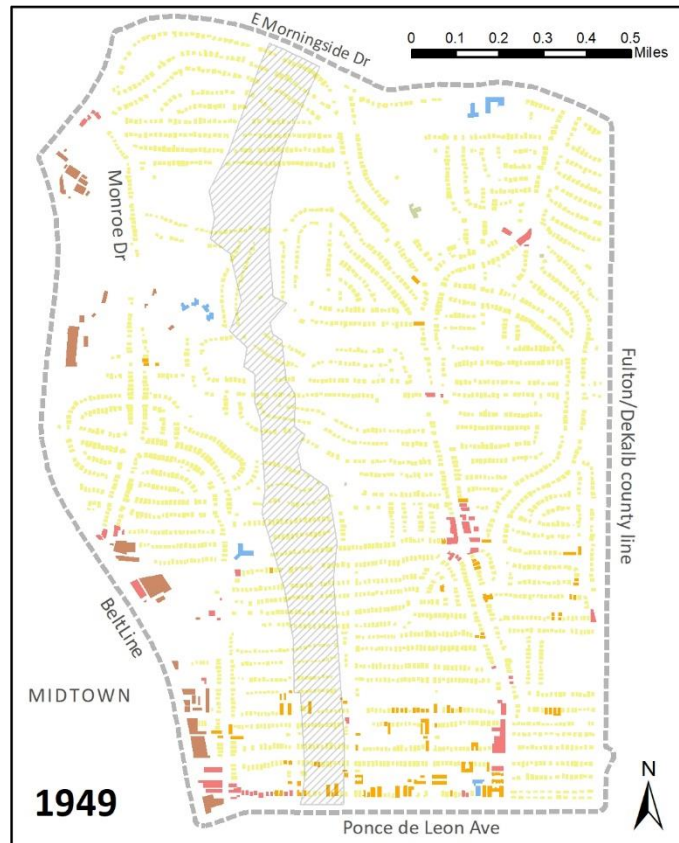 E Morningside Dr
0 0.1 0.2 0.3 0.4 0.5
Miles
Monroe Dr
Fulton/DeKalb county line
BeltLine
MIDTOWN
1949
Ponce de Leon Ave
N